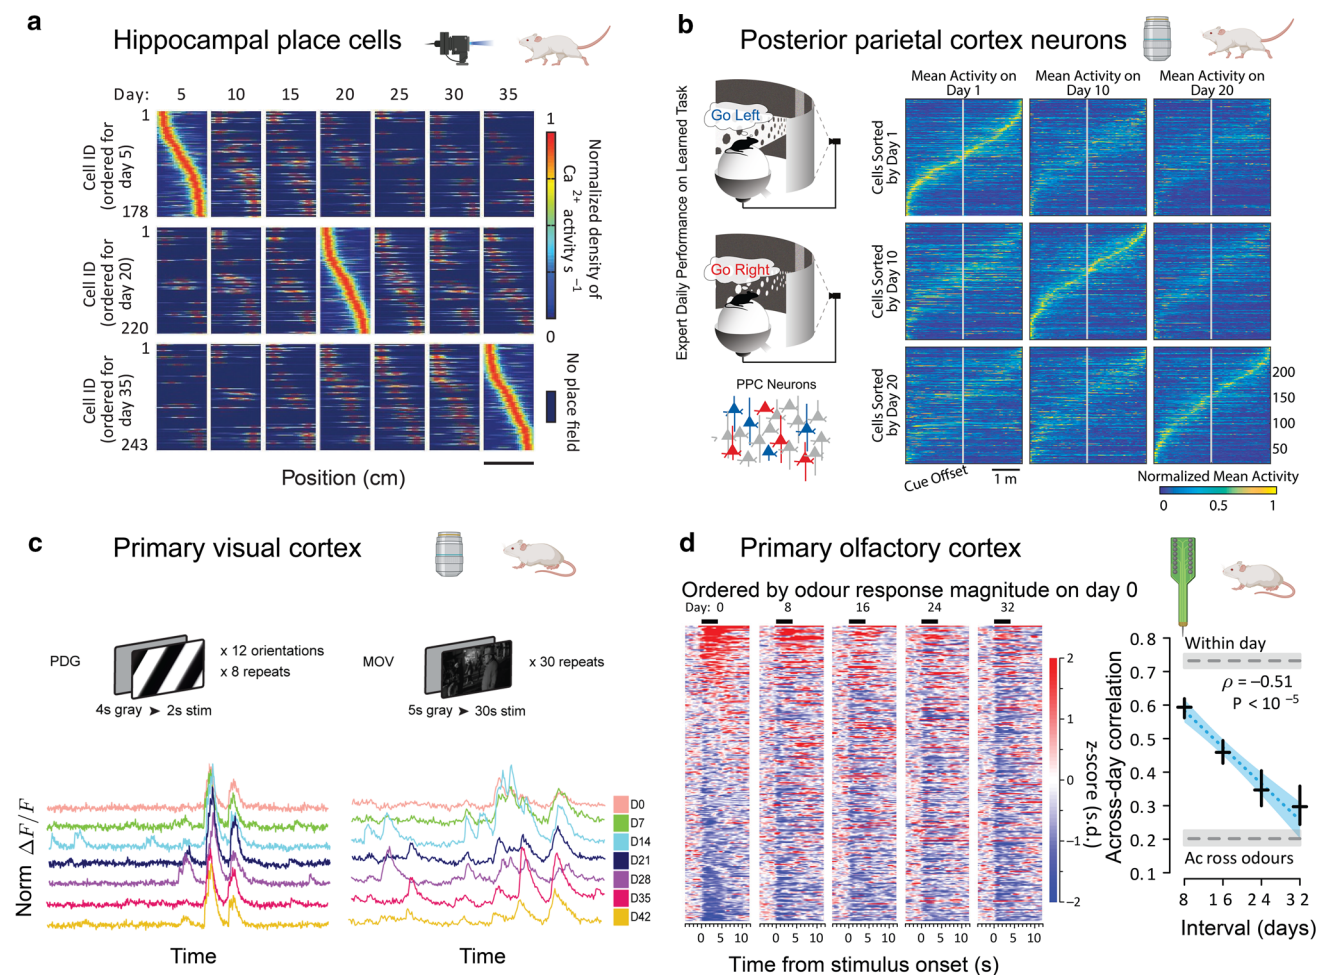 a
Hippocampal place cells
Day: 5 10 15 20 25 30 35
1
Cell ID
(ordered for
day 5)
178
1
Cell ID
(ordered for
day 20)
220
1
Cell ID
(ordered for
day 35)
243
Position (cm)
1
0
Normalized density of
Ca 2+ activity s −1
No place field
b
Posterior parietal cortex neurons
Expert Daily Performance on Learned Task
Go Left
Go Right
PPC Neurons
Mean Activity on
Day 1
Mean Activity on
Day 10
Mean Activity on
Day 20
Cells Sorted
by Day 1
Cells Sorted
by Day 10
Cells Sorted
by Day 20
200
150
100
50
Cue Offset
1 m
Normalized Mean Activity
0 0.5 1
c
Primary visual cortex
PDG
x 12 orientations
x 8 repeats
4s gray ➤ 2s stim
MOV
x 30 repeats
5s gray ➤ 30s stim
Norm ΔF/F
Time
Time
D0
D7
D14
D21
D28
D35
D42
d
Primary olfactory cortex
Ordered by odour response magnitude on day 0
Day: 0 8 16 24 32
0 5 10 0 5 10 0 5 10 0 5 10 0 5 10
Time from stimulus onset (s)
2
1
0
−1
−2
z-score (s.d.)
Across-day correlation
0.8
0.7
0.6
0.5
0.4
0.3
0.2
0.1
Within day
ρ = −0.51
P < 10 −5
Ac ross odours
8 1 6 2 4 3 2
Interval (days)